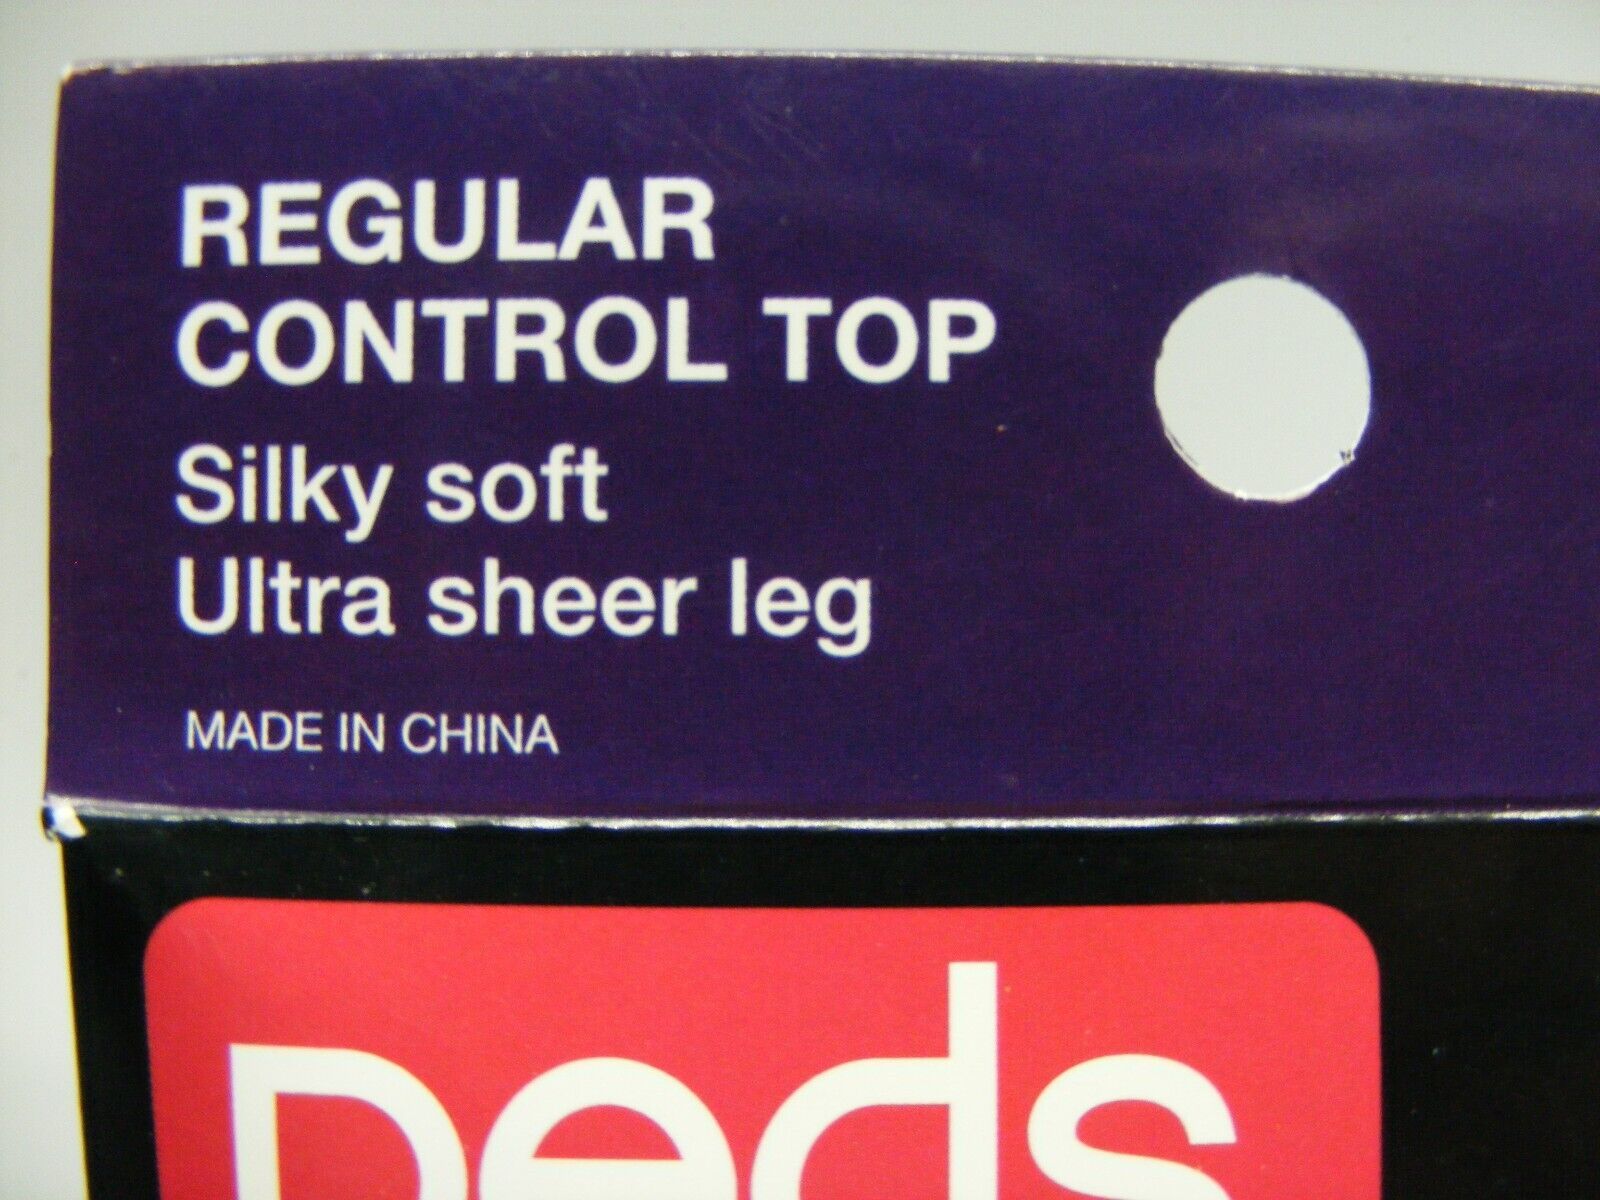 REGULAR
CONTROL TOP
Silky soft
Ultra sheer leg
MADE IN CHINA
peds